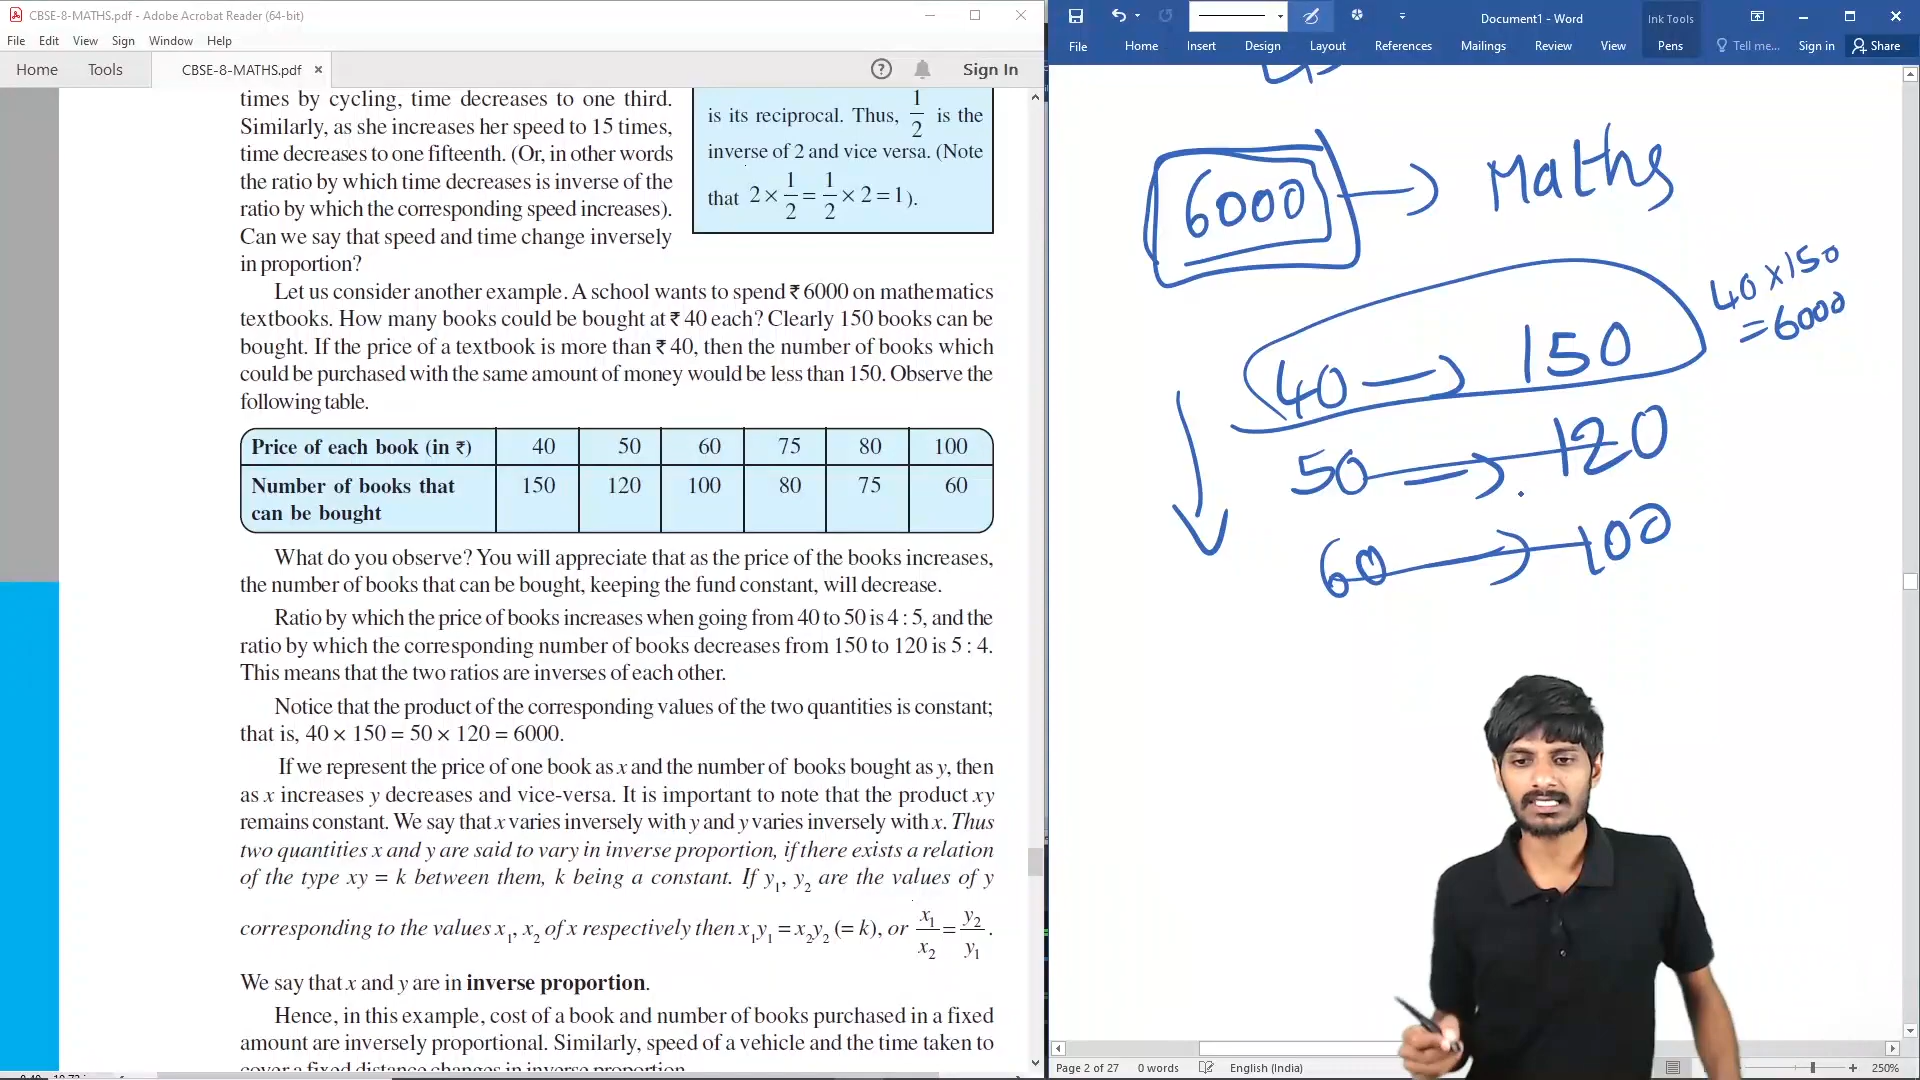 CBSE-8-MATHS.pdf - Adobe Acrobat Reader (64-bit)
File Edit View Sign Window Help
Home Tools CBSE-8-MATHS.pdf × Sign In
times by cycling, time decreases to one third.
Similarly, as she increases her speed to 15 times,
time decreases to one fifteenth. (Or, in other words
the ratio by which time decreases is inverse of the
ratio by which the corresponding speed increases).
Can we say that speed and time change inversely
in proportion?
is its reciprocal. Thus, 1/2 is the
inverse of 2 and vice versa. (Note
that 2 × 1/2 = 1/2 × 2 = 1).
Let us consider another example. A school wants to spend ₹ 6000 on mathematics
textbooks. How many books could be bought at ₹ 40 each? Clearly 150 books can be
bought. If the price of a textbook is more than ₹ 40, then the number of books which
could be purchased with the same amount of money would be less than 150. Observe the
following table.
Price of each book (in ₹) 40 50 60 75 80 100
Number of books that 150 120 100 80 75 60
can be bought
What do you observe? You will appreciate that as the price of the books increases,
the number of books that can be bought, keeping the fund constant, will decrease.
Ratio by which the price of books increases when going from 40 to 50 is 4 : 5, and the
ratio by which the corresponding number of books decreases from 150 to 120 is 5 : 4.
This means that the two ratios are inverses of each other.
Notice that the product of the corresponding values of the two quantities is constant;
that is, 40 × 150 = 50 × 120 = 6000.
If we represent the price of one book as x and the number of books bought as y, then
as x increases y decreases and vice-versa. It is important to note that the product xy
remains constant. We say that x varies inversely with y and y varies inversely with x. Thus
two quantities x and y are said to vary in inverse proportion, if there exists a relation
of the type xy = k between them, k being a constant. If y₁, y₂ are the values of y
corresponding to the values x₁, x₂ of x respectively then x₁y₁ = x₂y₂ (= k), or x₁/x₂ = y₂/y₁.
We say that x and y are in inverse proportion.
Hence, in this example, cost of a book and number of books purchased in a fixed
amount are inversely proportional. Similarly, speed of a vehicle and the time taken to
cover a fixed distance changes in inverse proportion.
Document1 - Word Ink Tools
File Home Insert Design Layout References Mailings Review View Pens Tell me... Sign in Share
6000 → Maths
40 × 150
= 6000
40 → 150
50 → 120
60 → 100
Page 2 of 27 0 words English (India) 250%